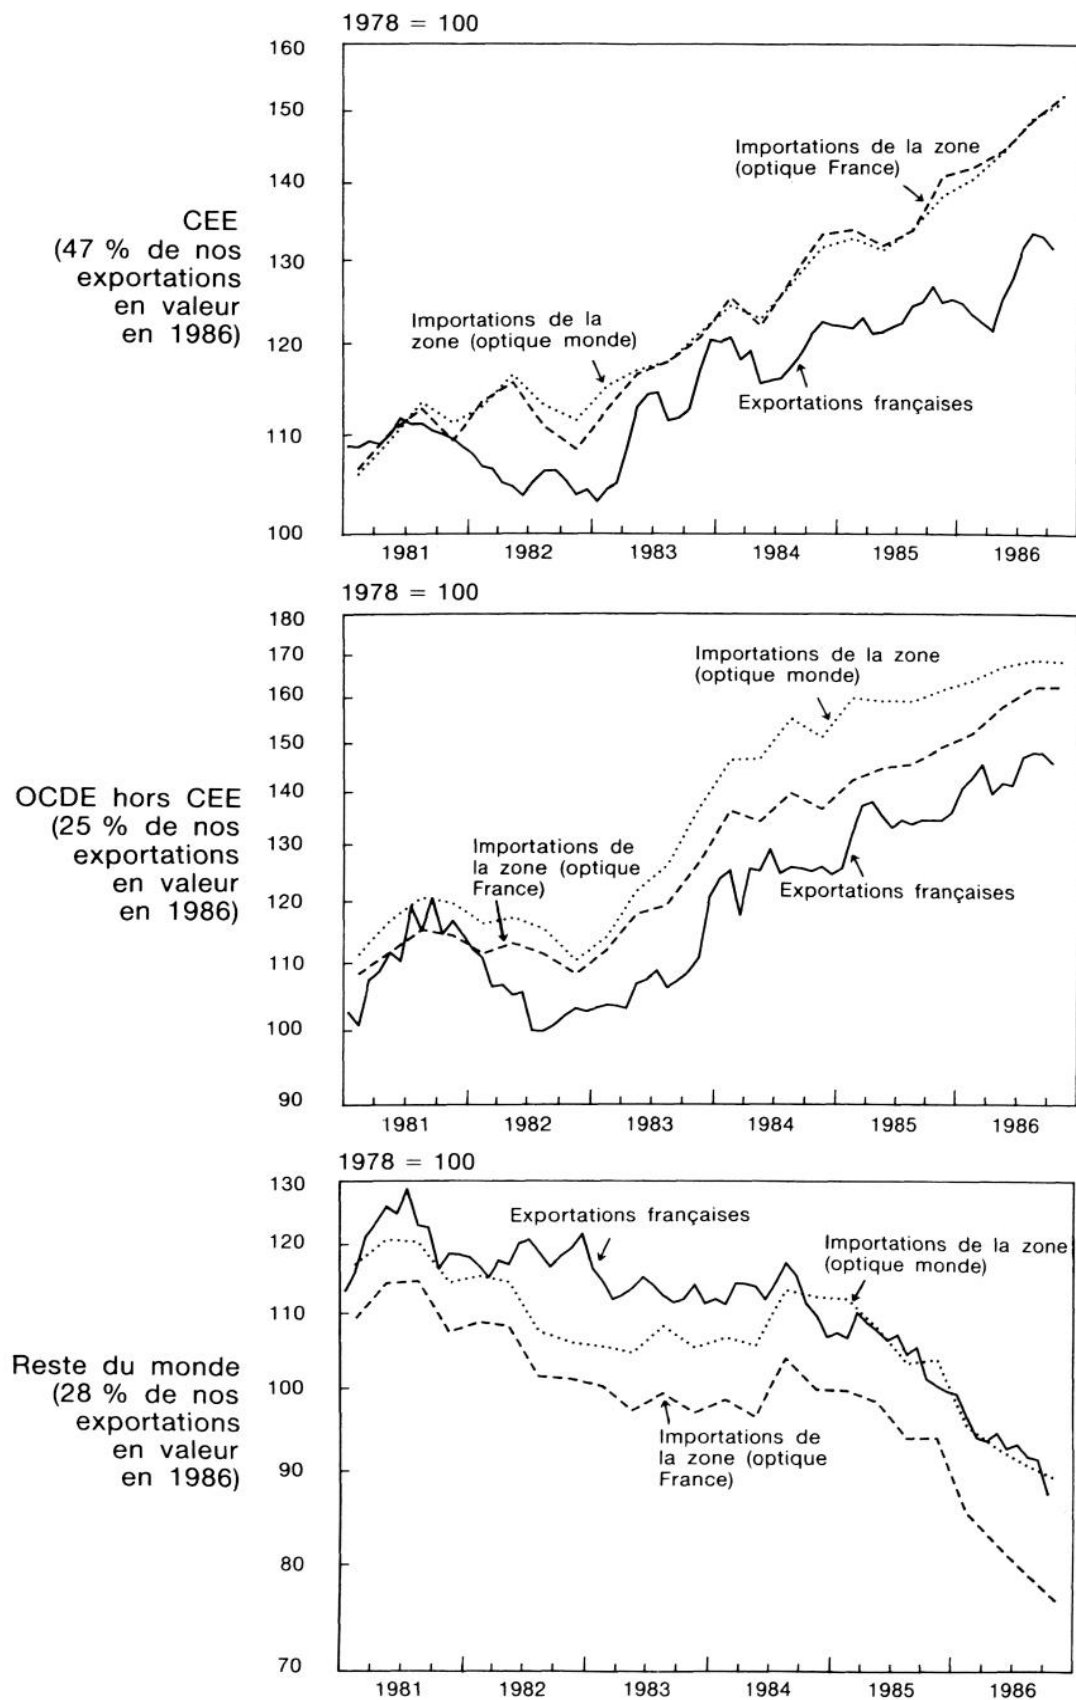 1978 = 100
160
150
140
130
120
110
100
CEE
(47 % de nos
exportations
en valeur
en 1986)
Importations de la zone
(optique France)
Importations de la
zone (optique monde)
Exportations françaises
1981 1982 1983 1984 1985 1986
1978 = 100
180
170
160
150
140
130
120
110
100
90
OCDE hors CEE
(25 % de nos
exportations
en valeur
en 1986)
Importations de la zone
(optique monde)
Importations de
la zone (optique
France)
Exportations françaises
1981 1982 1983 1984 1985 1986
1978 = 100
130
120
110
100
90
80
70
Reste du monde
(28 % de nos
exportations
en valeur
en 1986)
Exportations françaises
Importations de la zone
(optique monde)
Importations de
la zone (optique
France)
1981 1982 1983 1984 1985 1986